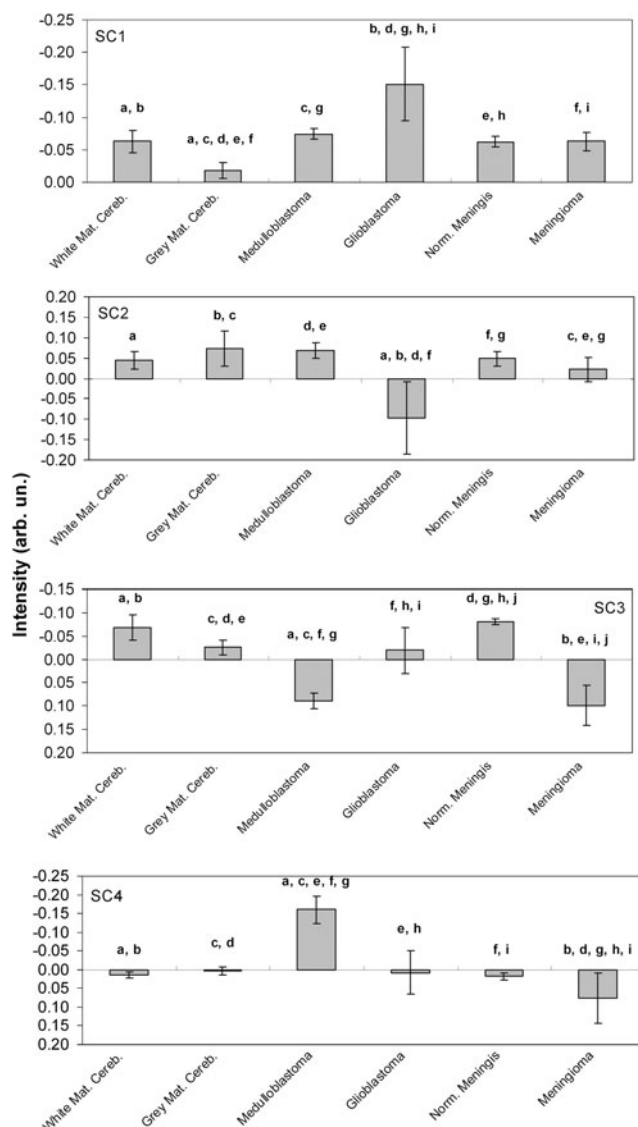 Intensity (arb. un.)
SC1
-0.25
-0.20
-0.15
-0.10
-0.05
0.00
a, b
a, c, d, e, f
c, g
b, d, g, h, i
e, h
f, i
White Mat. Cereb.
Grey Mat. Cereb.
Medulloblastoma
Glioblastoma
Norm. Meningis
Meningioma
SC2
0.20
0.15
0.10
0.05
0.00
-0.05
-0.10
-0.15
-0.20
a
b, c
d, e
a, b, d, f
f, g
c, e, g
White Mat. Cereb.
Grey Mat. Cereb.
Medulloblastoma
Glioblastoma
Norm. Meningis
Meningioma
SC3
-0.15
-0.10
-0.05
0.00
0.05
0.10
0.15
0.20
a, b
c, d, e
a, c, f, g
f, h, i
d, g, h, j
b, e, i, j
White Mat. Cereb.
Grey Mat. Cereb.
Medulloblastoma
Glioblastoma
Norm. Meningis
Meningioma
SC4
-0.25
-0.20
-0.15
-0.10
-0.05
0.00
0.05
0.10
0.15
0.20
a, b
c, d
a, c, e, f, g
e, h
f, i
b, d, g, h, i
White Mat. Cereb.
Grey Mat. Cereb.
Medulloblastoma
Glioblastoma
Norm. Meningis
Meningioma